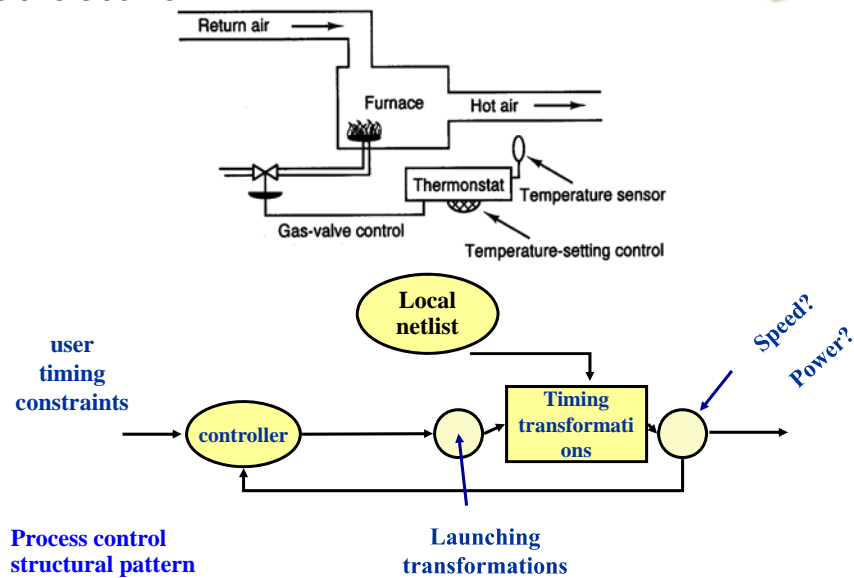 Return air
Furnace
Hot air
Thermostat
Temperature sensor
Gas-valve control
Temperature-setting control
Local
netlist
Speed?
Power?
user
timing
constraints
controller
Timing
transformati
ons
Process control
structural pattern
Launching
transformations